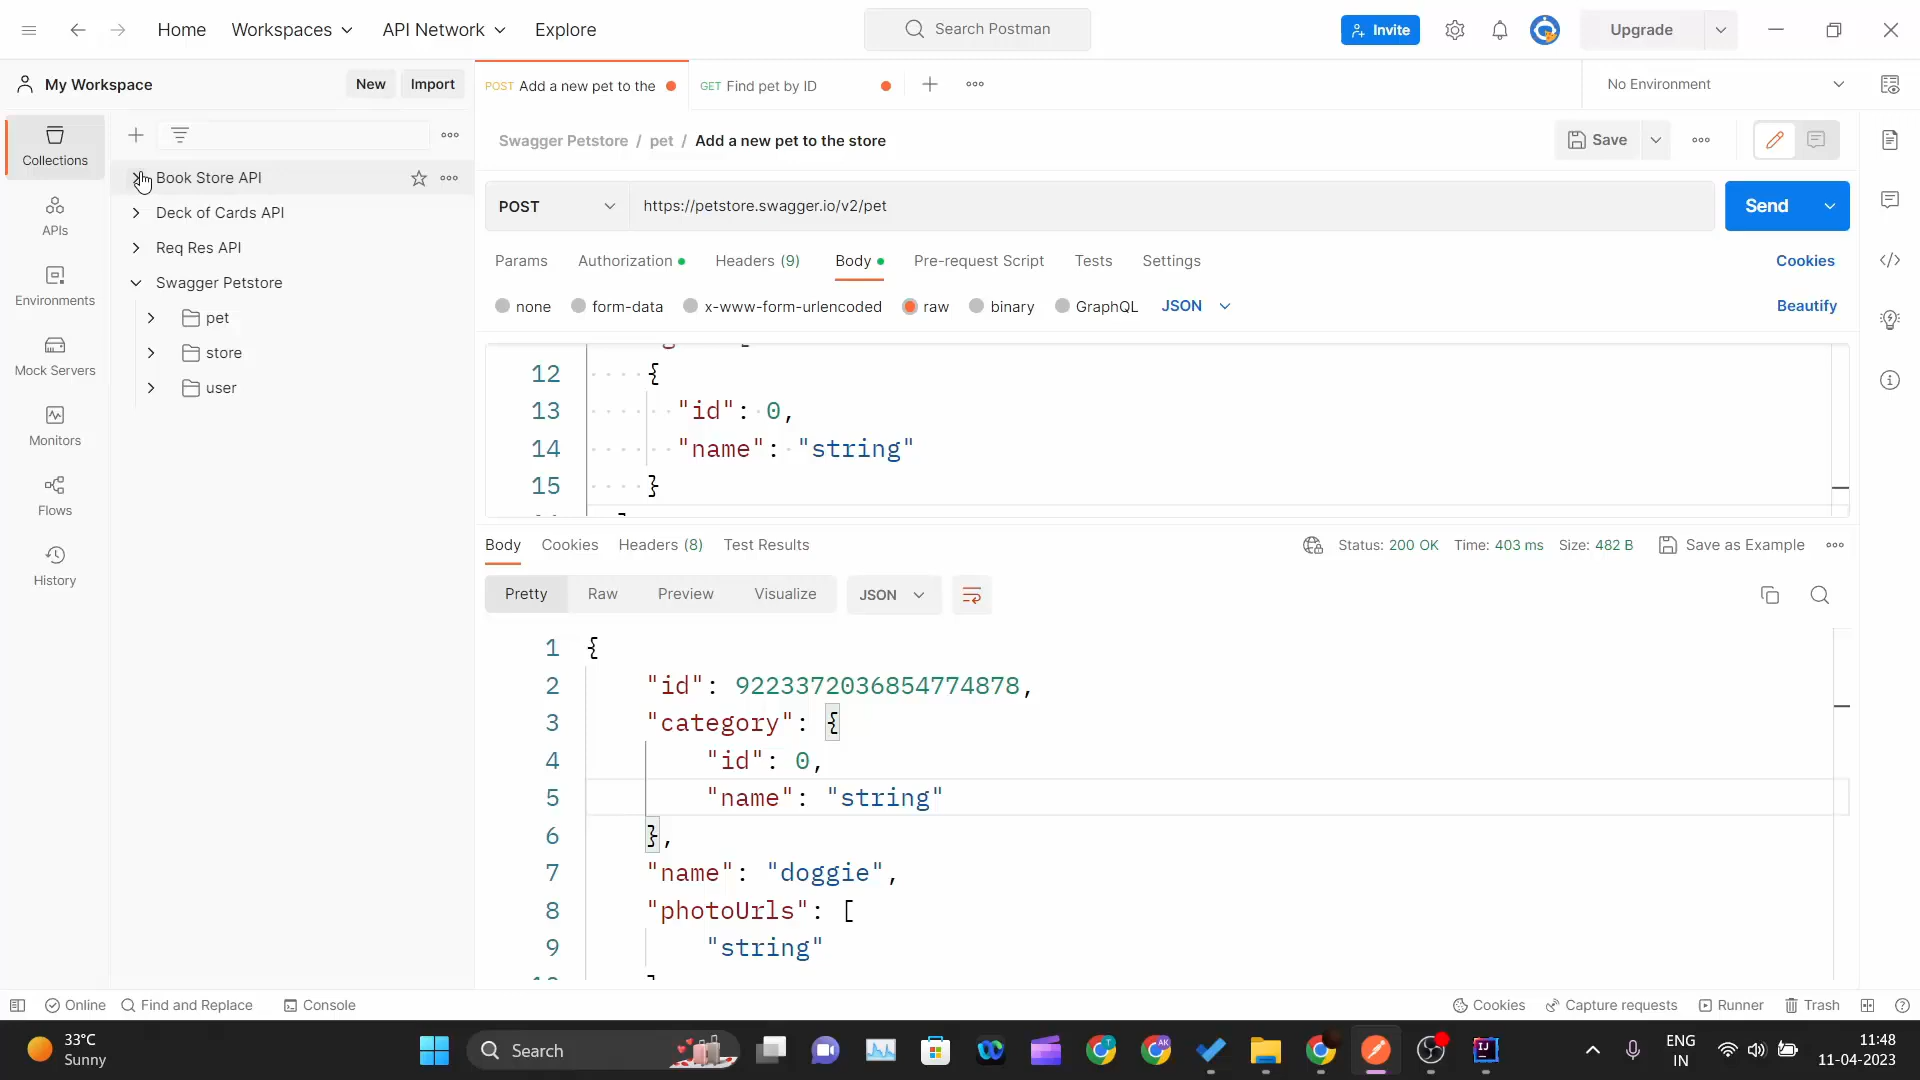 Home Workspaces API Network Explore Search Postman Invite Upgrade
My Workspace New Import POST Add a new pet to the GET Find pet by ID No Environment
Collections
APIs
Environments
Mock Servers
Monitors
Flows
History
Book Store API
Deck of Cards API
Req Res API
Swagger Petstore
pet
store
user
Swagger Petstore / pet / Add a new pet to the store Save
POST https://petstore.swagger.io/v2/pet Send
Params Authorization Headers (9) Body Pre-request Script Tests Settings Cookies
none form-data x-www-form-urlencoded raw binary GraphQL JSON Beautify
12 {
13 "id": 0,
14 "name": "string"
15 }
Body Cookies Headers (8) Test Results Status: 200 OK Time: 403 ms Size: 482 B Save as Example
Pretty Raw Preview Visualize JSON
1 {
2 "id": 9223372036854774878,
3 "category": {
4 "id": 0,
5 "name": "string"
6 },
7 "name": "doggie",
8 "photoUrls": [
9 "string"
Online Find and Replace Console Cookies Capture requests Runner Trash
33°C
Sunny
Search
ENG
IN
11:48
11-04-2023